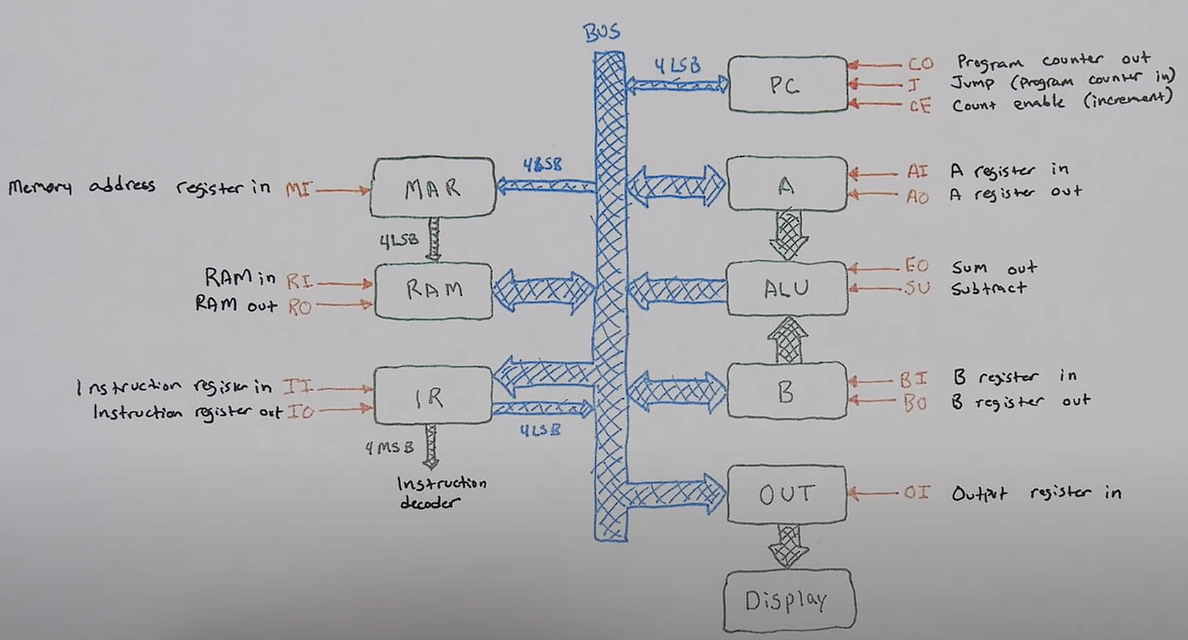 BUS
4LSB
PC
CO Program counter out
J Jump (program counter in)
CE Count enable (increment)
Memory address register in MI
MAR
4LSB
A
AI A register in
AO A register out
4LSB
RAM in RI
RAM out RO
RAM
ALU
EO Sum out
SU Subtract
Instruction register in II
Instruction register out IO
IR
4LSB
B
BI B register in
BO B register out
4MSB
Instruction
decoder
OUT
OI Output register in
Display